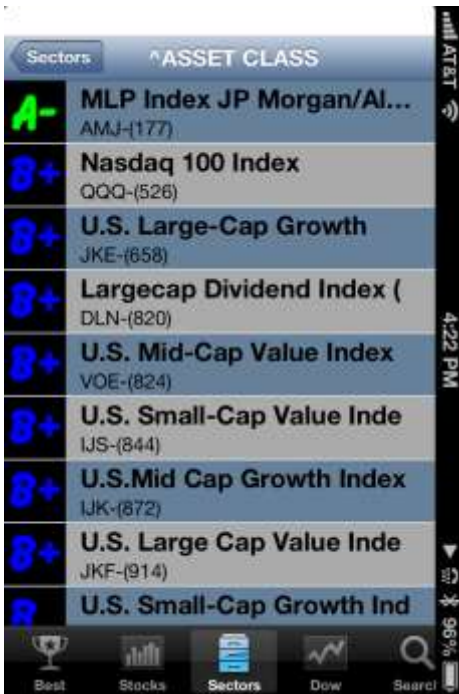 Sectors
^ASSET CLASS
A-
MLP Index JP Morgan/Al...
AMJ-(177)
B+
Nasdaq 100 Index
QQQ-(526)
B+
U.S. Large-Cap Growth
JKE-(658)
B+
Largecap Dividend Index (
DLN-(820)
B+
U.S. Mid-Cap Value Index
VOE-(824)
B+
U.S. Small-Cap Value Inde
IJS-(844)
B+
U.S.Mid Cap Growth Index
IJK-(872)
B+
U.S. Large Cap Value Inde
JKF-(914)
B
U.S. Small-Cap Growth Ind
Best
Stocks
Sectors
Dow
Search
AT&T
4:22 PM
96%